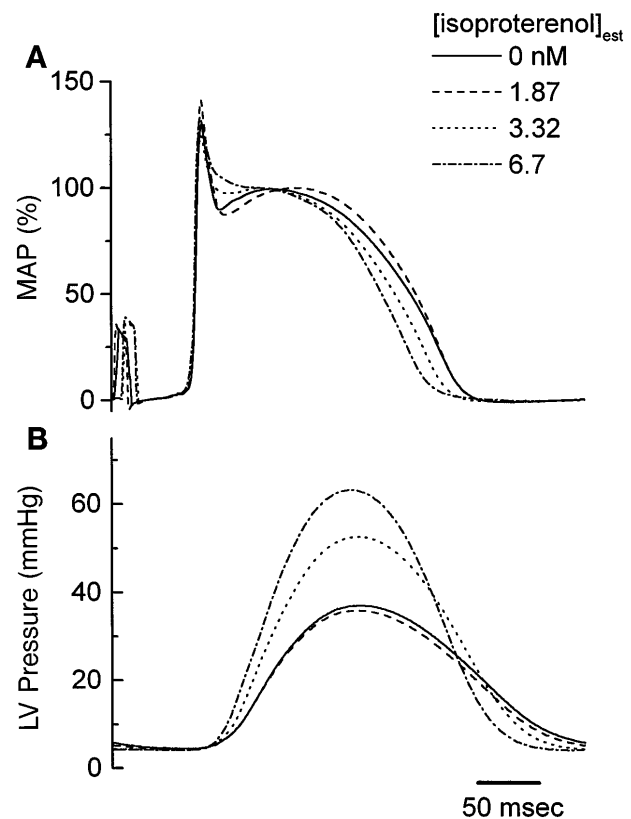 [isoproterenol]est
0 nM
1.87
3.32
6.7
A
150
100
50
0
MAP (%)
B
60
40
20
0
LV Pressure (mmHg)
50 msec